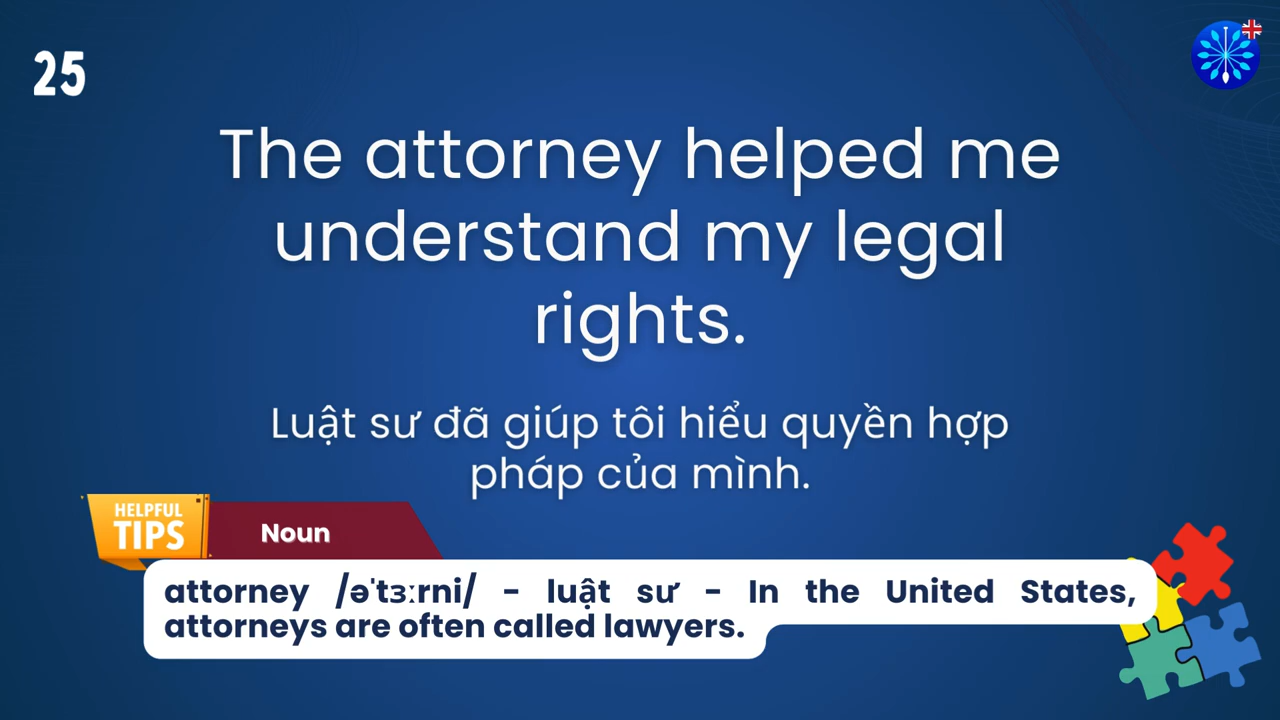 25
The attorney helped me
understand my legal
rights.
Luật sư đã giúp tôi hiểu quyền hợp
pháp của mình.
HELPFUL
TIPS
Noun
attorney /əˈtɜːrni/ - luật sư - In the United States,
attorneys are often called lawyers.